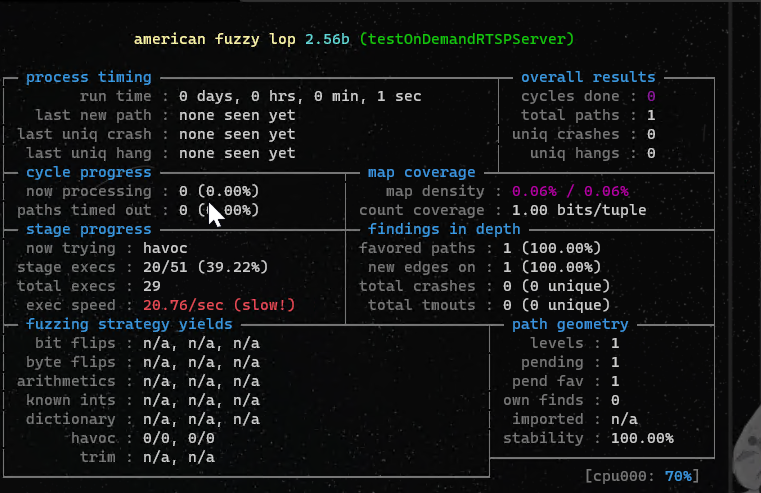 american fuzzy lop 2.56b (testOnDemandRTSPServer)
process timing overall results
run time : 0 days, 0 hrs, 0 min, 1 sec cycles done : 0
last new path : none seen yet total paths : 1
last uniq crash : none seen yet uniq crashes : 0
last uniq hang : none seen yet uniq hangs : 0
cycle progress map coverage
now processing : 0 (0.00%) map density : 0.06% / 0.06%
paths timed out : 0 (0.00%) count coverage : 1.00 bits/tuple
stage progress findings in depth
now trying : havoc favored paths : 1 (100.00%)
stage execs : 20/51 (39.22%) new edges on : 1 (100.00%)
total execs : 29 total crashes : 0 (0 unique)
exec speed : 20.76/sec (slow!) total tmouts : 0 (0 unique)
fuzzing strategy yields path geometry
bit flips : n/a, n/a, n/a levels : 1
byte flips : n/a, n/a, n/a pending : 1
arithmetics : n/a, n/a, n/a pend fav : 1
known ints : n/a, n/a, n/a own finds : 0
dictionary : n/a, n/a, n/a imported : n/a
havoc : 0/0, 0/0 stability : 100.00%
trim : n/a, n/a
[cpu000: 70%]